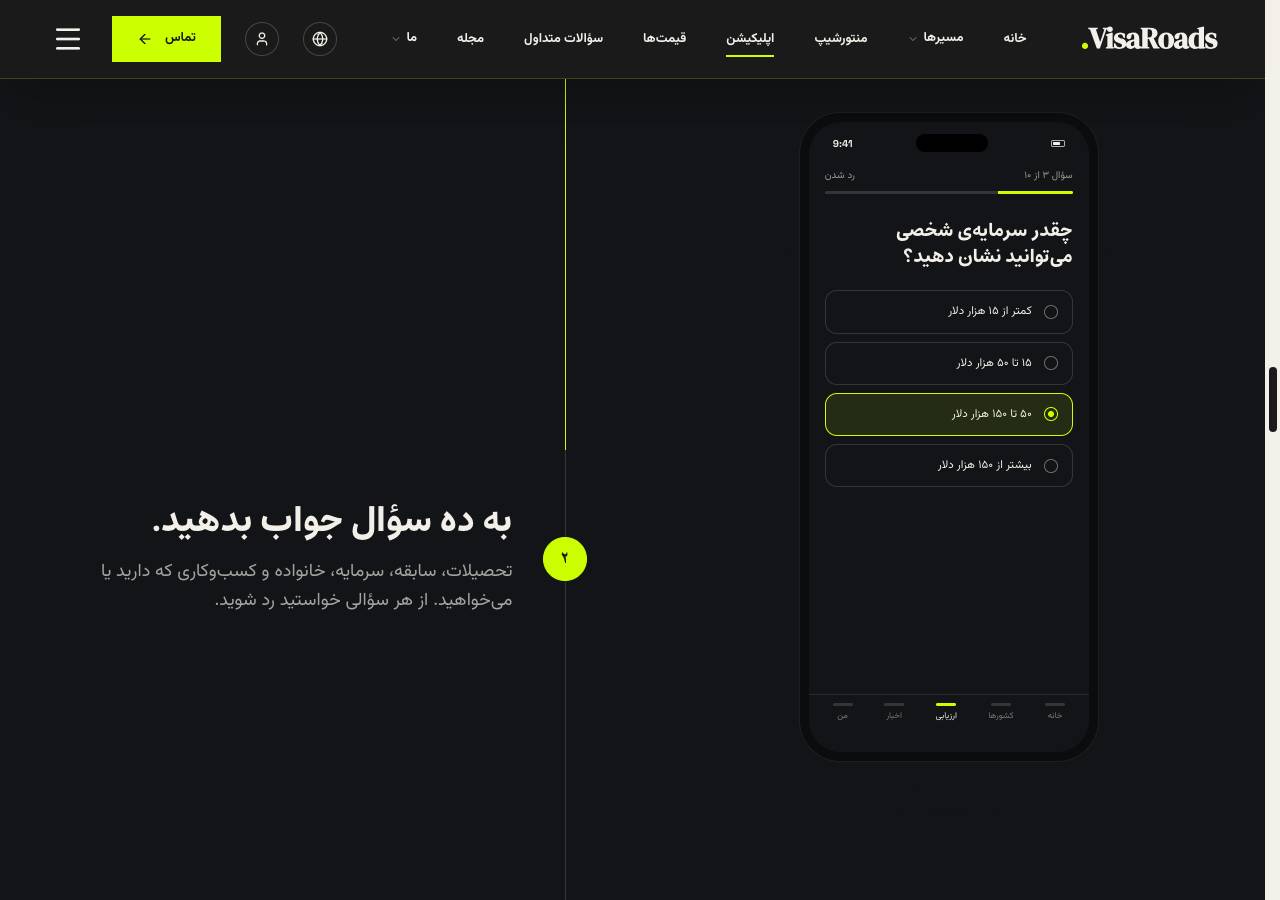 VisaRoads.
خانه
مسیرها
منتورشیپ
اپلیکیشن
قیمت‌ها
سؤالات متداول
مجله
ما
تماس
9:41
سؤال ۳ از ۱۰
رد شدن
چقدر سرمایه‌ی شخصی
می‌توانید نشان دهید؟
کمتر از ۱۵ هزار دلار
۱۵ تا ۵۰ هزار دلار
۵۰ تا ۱۵۰ هزار دلار
بیشتر از ۱۵۰ هزار دلار
خانه
کشورها
ارزیابی
اخبار
من
۲
به ده سؤال جواب بدهید.
تحصیلات، سابقه، سرمایه، خانواده و کسب‌وکاری که دارید یا
می‌خواهید. از هر سؤالی خواستید رد شوید.